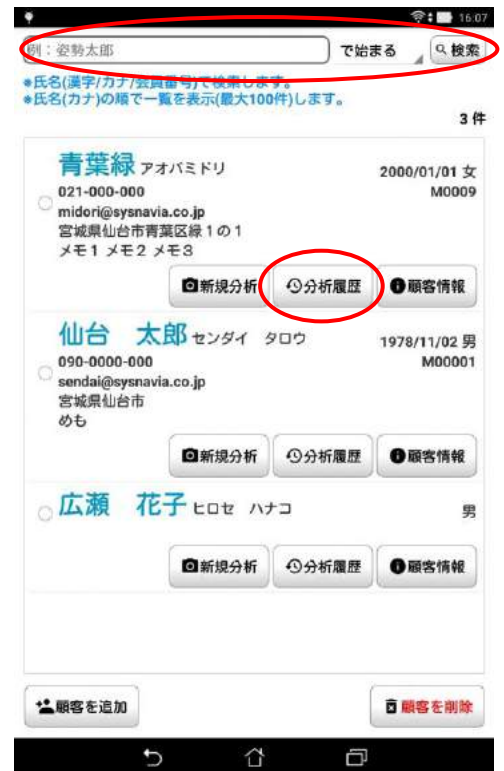 16:07
例：姿勢太郎 で始まる 検索
●氏名(漢字/カナ/会員番号)で検索します。
●氏名(カナ)の順で一覧を表示(最大100件)します。
3 件
青葉緑 アオバミドリ 2000/01/01 女
021-000-000 M0009
midori@sysnavia.co.jp
宮城県仙台市青葉区緑１の１
メモ１ メモ２ メモ３
新規分析 分析履歴 顧客情報
仙台　太郎 センダイ　タロウ 1978/11/02 男
090-0000-000 M00001
sendai@sysnavia.co.jp
宮城県仙台市
めも
新規分析 分析履歴 顧客情報
広瀬　花子 ヒロセ　ハナコ 男
新規分析 分析履歴 顧客情報
顧客を追加 顧客を削除